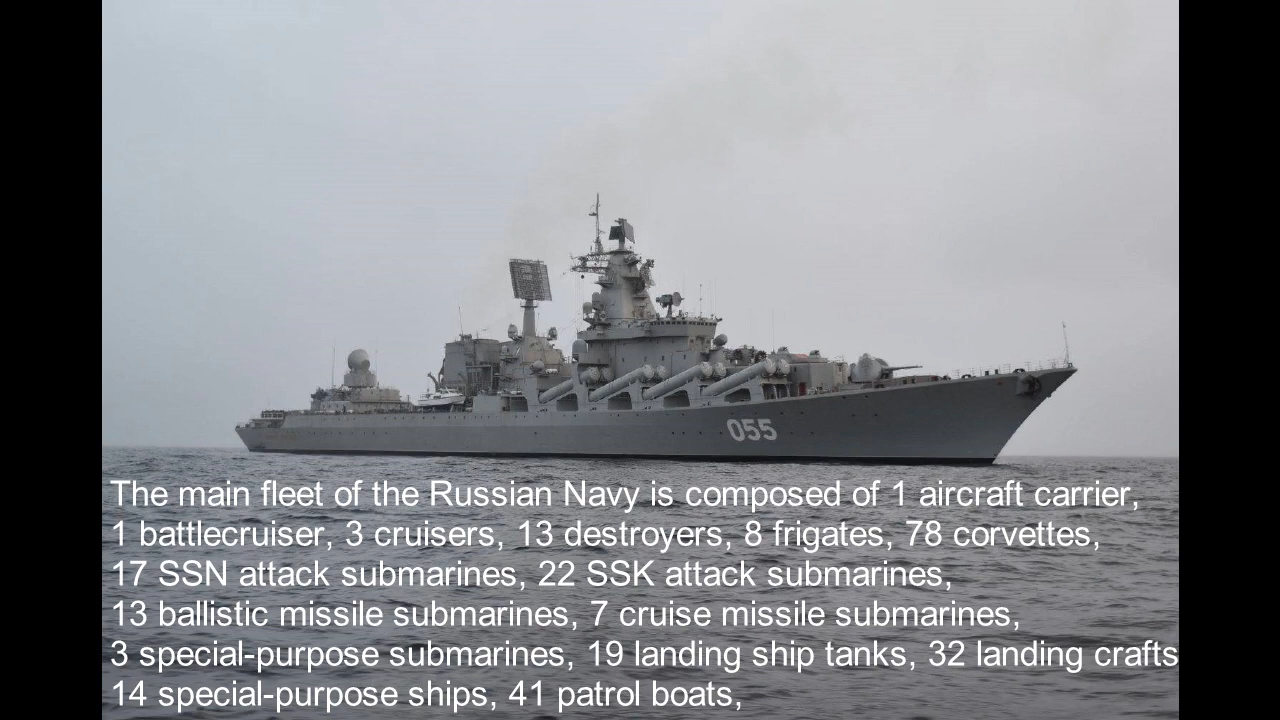 055
The main fleet of the Russian Navy is composed of 1 aircraft carrier,
1 battlecruiser, 3 cruisers, 13 destroyers, 8 frigates, 78 corvettes,
17 SSN attack submarines, 22 SSK attack submarines,
13 ballistic missile submarines, 7 cruise missile submarines,
3 special-purpose submarines, 19 landing ship tanks, 32 landing crafts
14 special-purpose ships, 41 patrol boats,